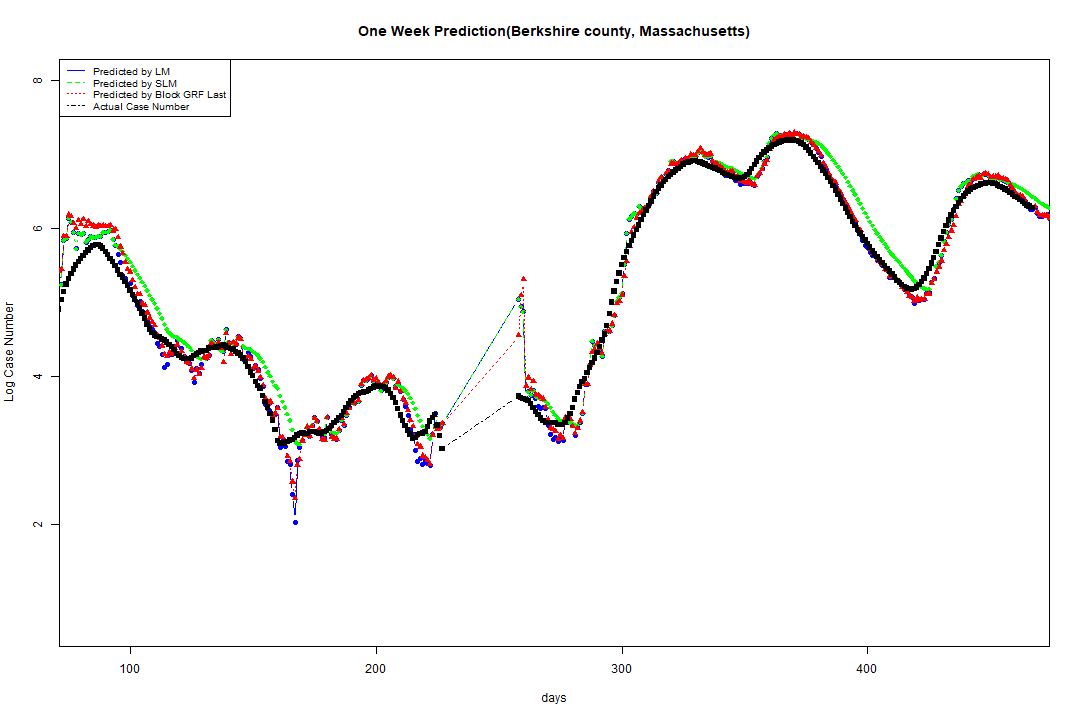 One Week Prediction(Berkshire county, Massachusetts)
Predicted by LM
Predicted by SLM
Predicted by Block GRF Last
Actual Case Number
8
6
4
2
Log Case Number
100 200 300 400
days